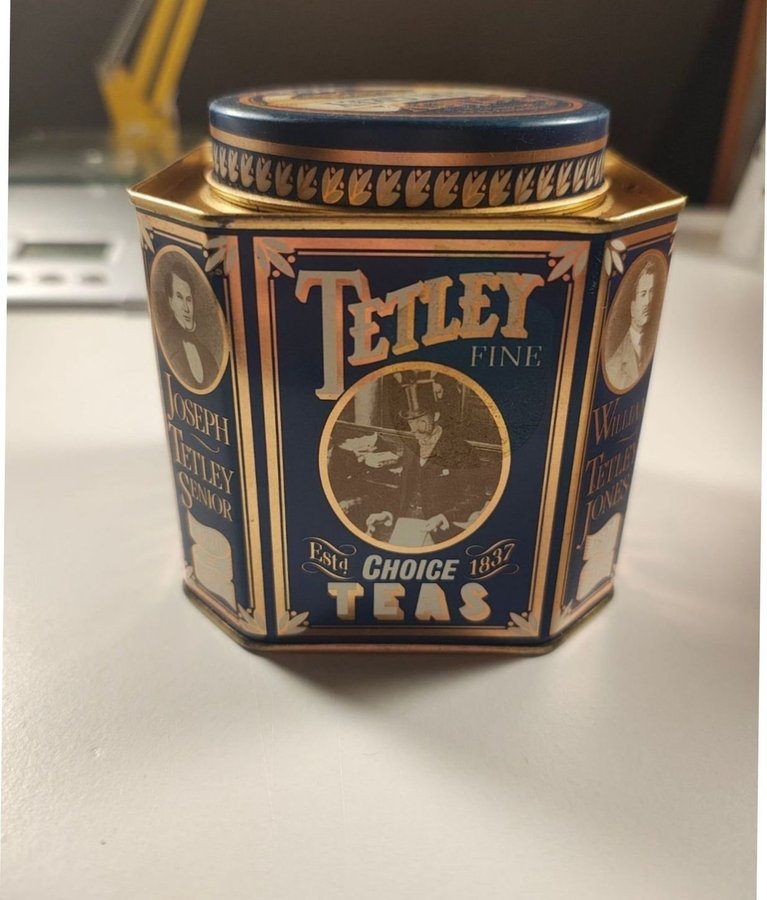 TETLEY
FINE
Estd CHOICE 1837
TEAS
JOSEPH
TETLEY
SENIOR
WILLIAM
TETLEY
JONES